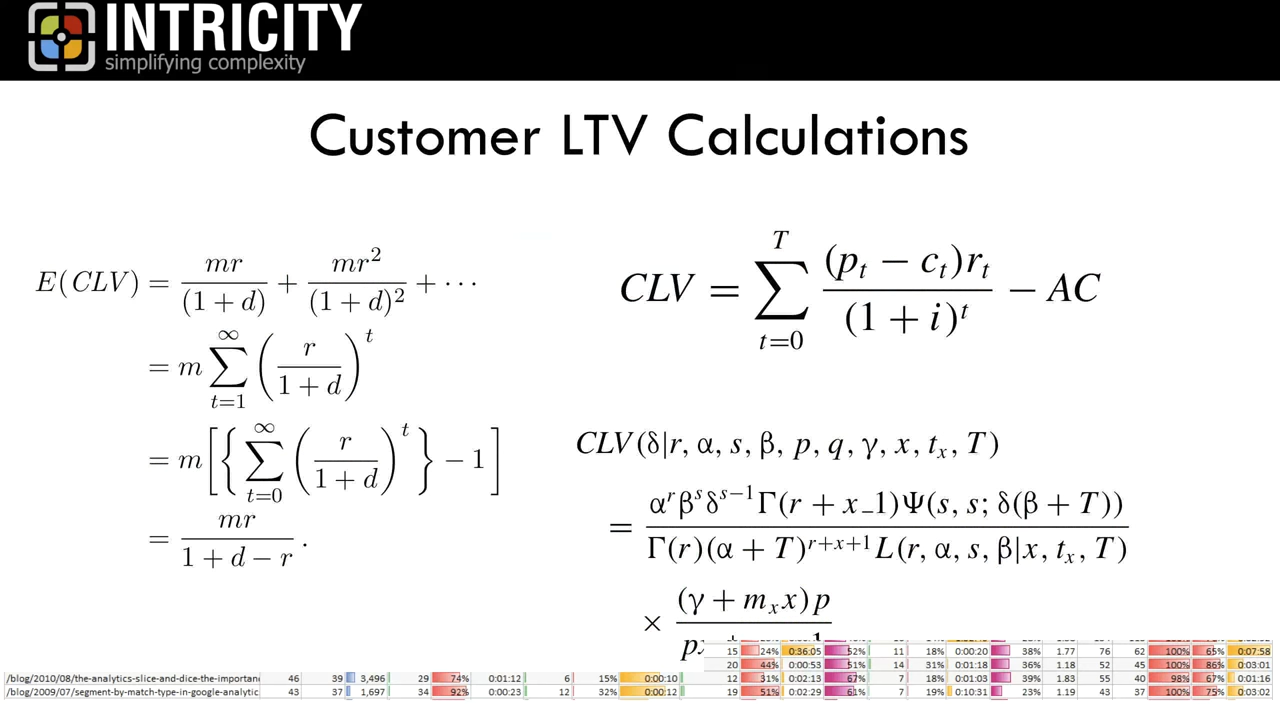 INTRICITY
simplifying complexity
Customer LTV Calculations
E(CLV) = mr/(1 + d) + mr²/(1 + d)² + ⋯
= m ∑_{t=1}^{∞} (r/(1 + d))^t
= m[{∑_{t=0}^{∞} (r/(1 + d))^t} − 1]
= mr/(1 + d − r) .
CLV = ∑_{t=0}^{T} (p_t − c_t)r_t/(1 + i)^t − AC
CLV(δ|r, α, s, β, p, q, γ, x, t_x, T)
= α^r β^s δ^{s−1} Γ(r + x _1)Ψ(s, s; δ(β + T)) / Γ(r)(α + T)^{r+x+1} L(r, α, s, β|x, t_x, T)
× (γ + m_x x)p
15 24% 0:36:05 52% 11 18% 0:00:20 38% 1.77 76 62 100% 65% 0:07:58
20 44% 0:00:53 51% 14 31% 0:01:18 36% 1.18 52 45 100% 86% 0:03:01
/blog/2010/08/the-analytics-slice-and-dice-the-importanc 46 39 3,496 29 74% 0:01:12 6 15% 0:00:10 12 31% 0:02:13 67% 7 18% 0:01:03 39% 1.83 55 40 98% 67% 0:01:16
/blog/2009/07/segment-by-match-type-in-google-analytic. 43 37 1,697 34 92% 0:00:23 12 32% 0:00:12 19 51% 0:02:29 61% 7 19% 0:10:31 23% 1.19 43 37 100% 75% 0:03:02